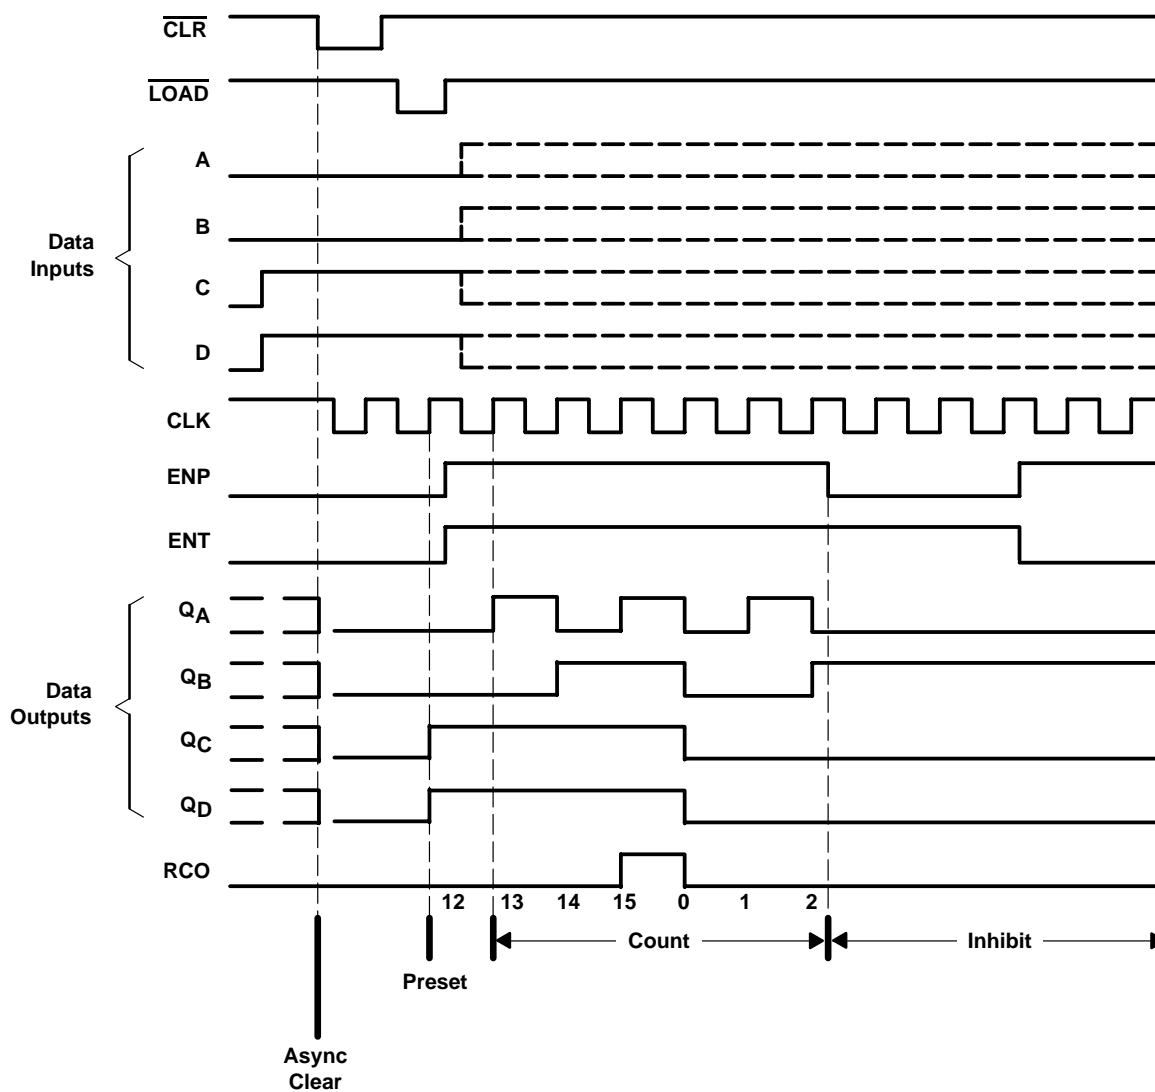 CLR
LOAD
A
B
Data
Inputs
C
D
CLK
ENP
ENT
QA
QB
Data
Outputs
QC
QD
RCO
12 13 14 15 0 1 2
Count Inhibit
Preset
Async
Clear